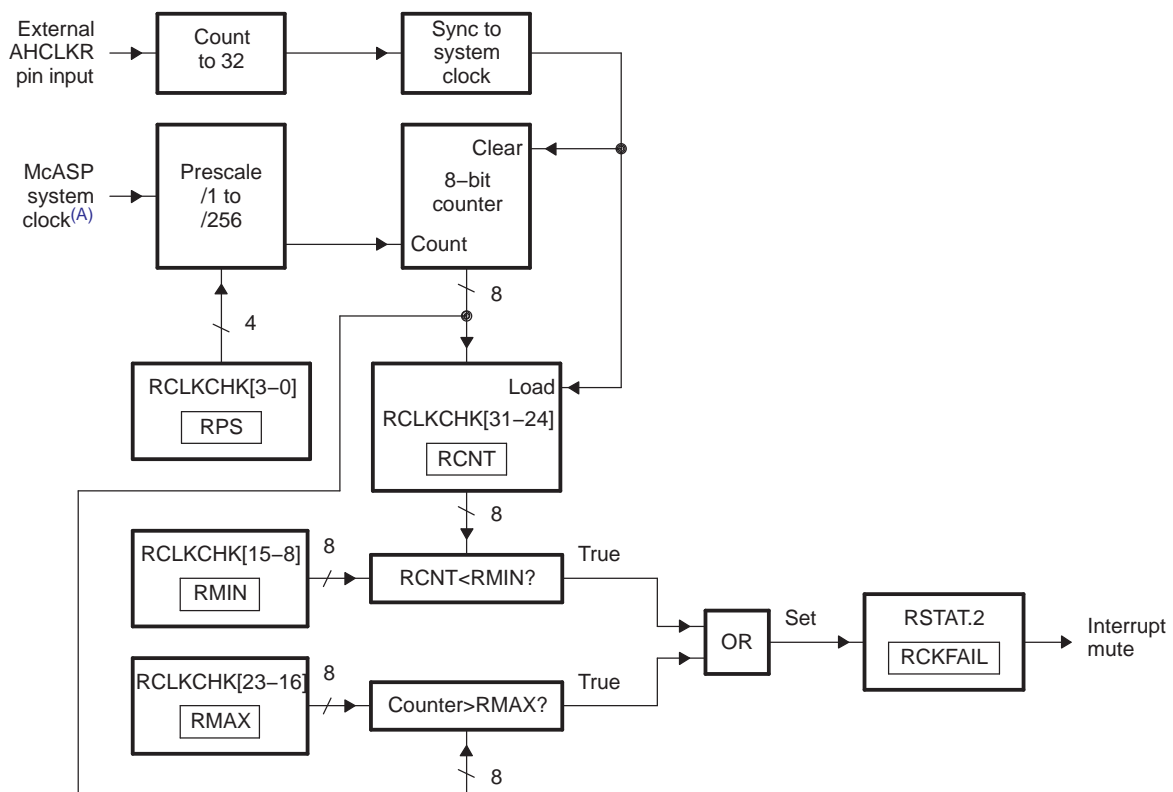 External
AHCLKR
pin input
Count
to 32
Sync to
system
clock
McASP
system
clock(A)
Prescale
/1 to
/256
Clear
8−bit
counter
Count
8
4
RCLKCHK[3−0]
RPS
Load
RCLKCHK[31−24]
RCNT
8
RCLKCHK[15−8]
RMIN
8
RCNT<RMIN?
True
RCLKCHK[23−16]
RMAX
8
Counter>RMAX?
True
8
OR
Set
RSTAT.2
RCKFAIL
Interrupt
mute